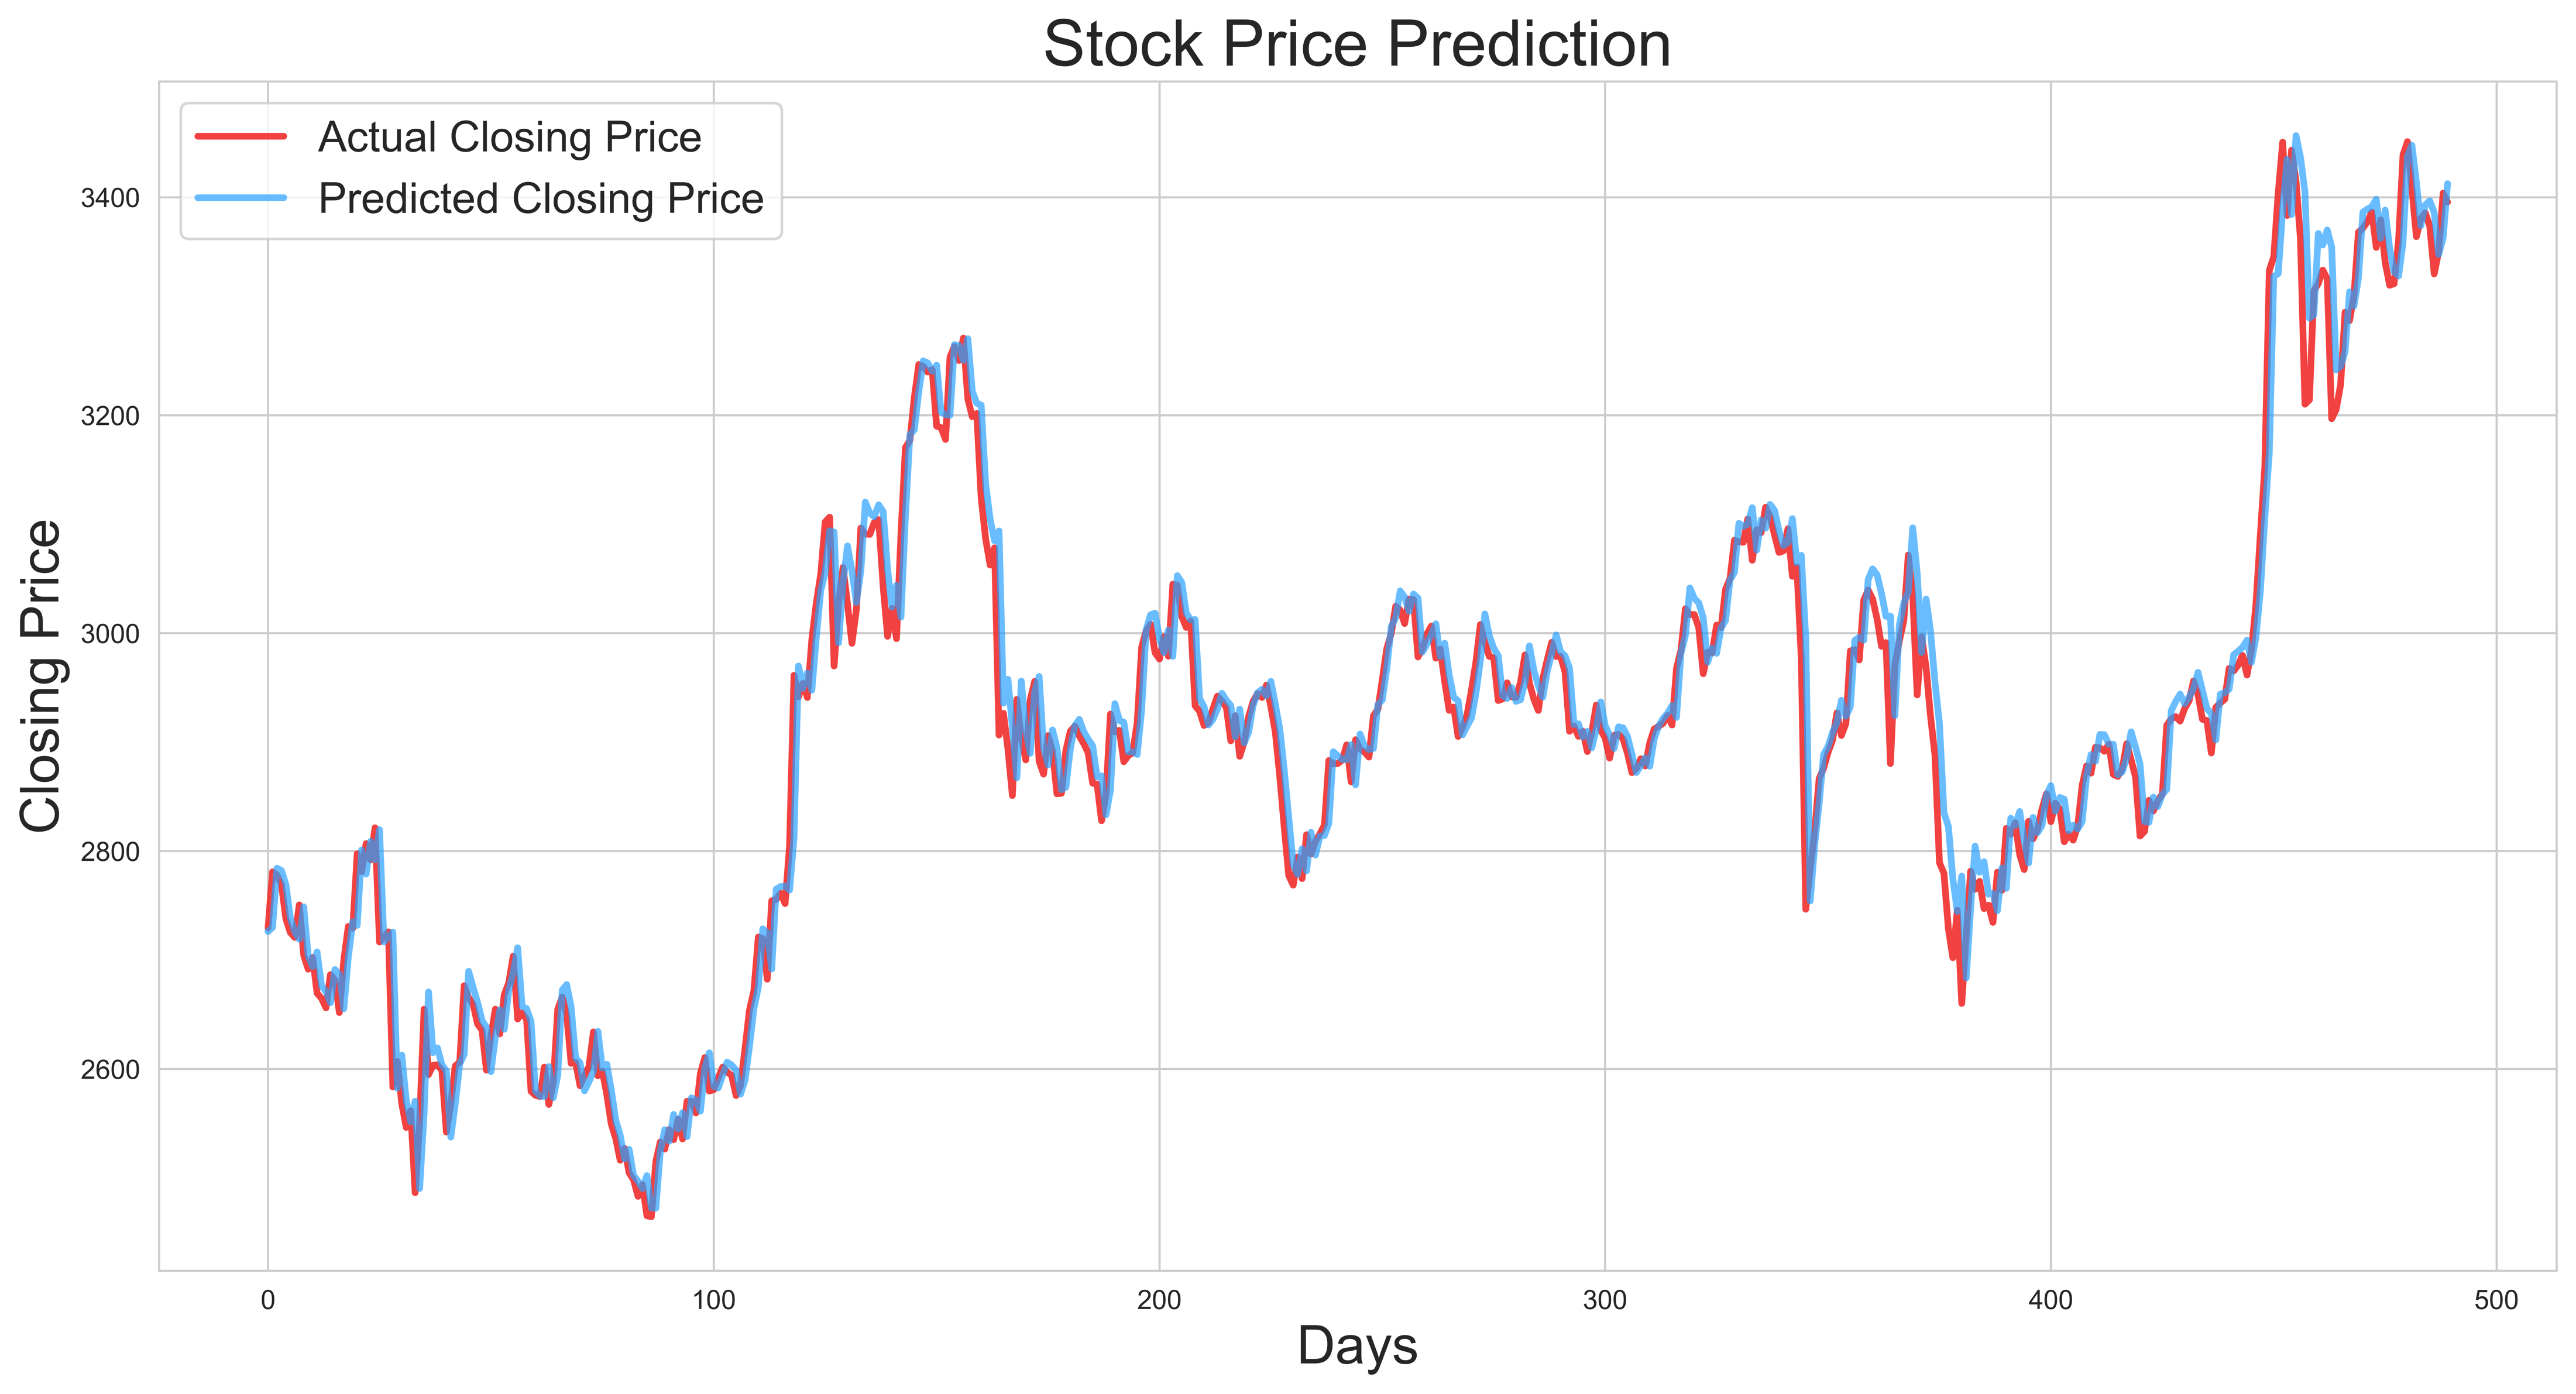 Stock Price Prediction
Actual Closing Price
Predicted Closing Price
3400
3200
3000
2800
2600
Closing Price
0 100 200 300 400 500
Days